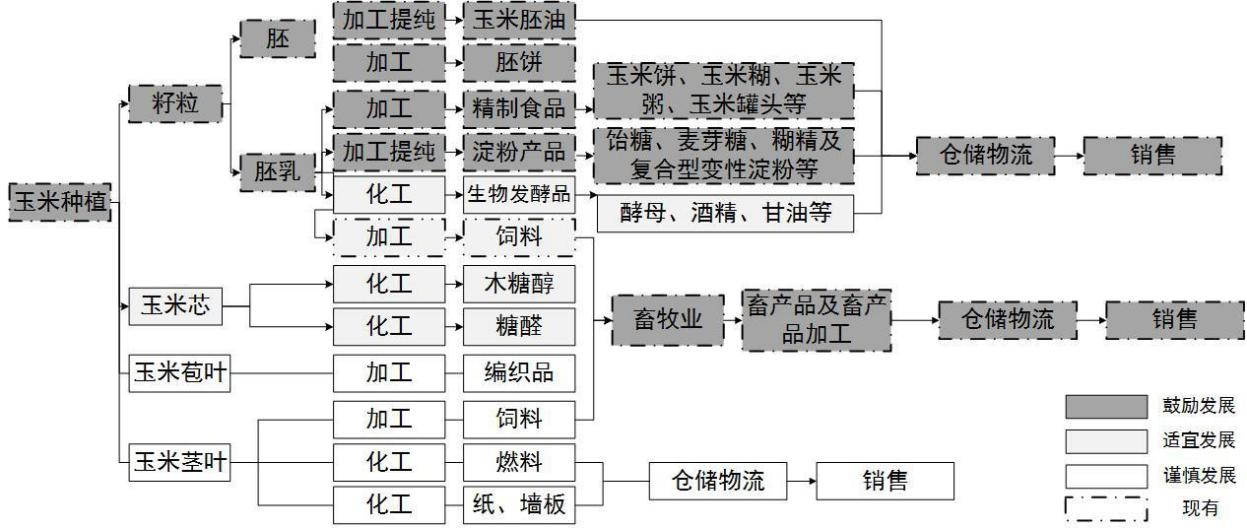 加工提纯
玉米胚油
胚
加工
胚饼
玉米饼、玉米糊、玉米
粥、玉米罐头等
籽粒
加工
精制食品
加工提纯
淀粉产品
饴糖、麦芽糖、糊精及
复合型变性淀粉等
仓储物流
销售
胚乳
化工
生物发酵品
酵母、酒精、甘油等
玉米种植
加工
饲料
化工
木糖醇
玉米芯
畜牧业
畜产品及畜产
品加工
仓储物流
销售
化工
糖醛
玉米苞叶
加工
编织品
加工
饲料
玉米茎叶
化工
燃料
仓储物流
销售
化工
纸、墙板
鼓励发展
适宜发展
谨慎发展
现有